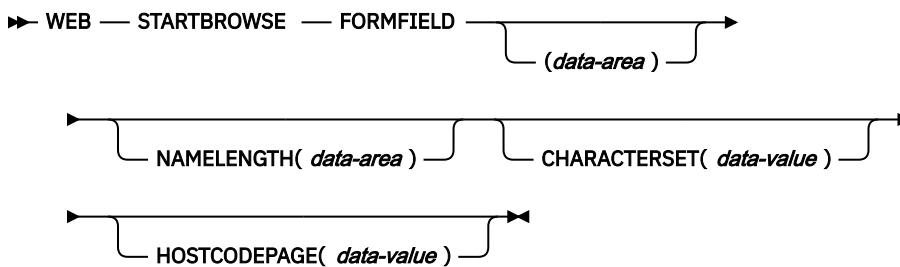 WEB STARTBROWSE FORMFIELD
(data-area )
NAMELENGTH( data-area ) CHARACTERSET( data-value )
HOSTCODEPAGE( data-value )